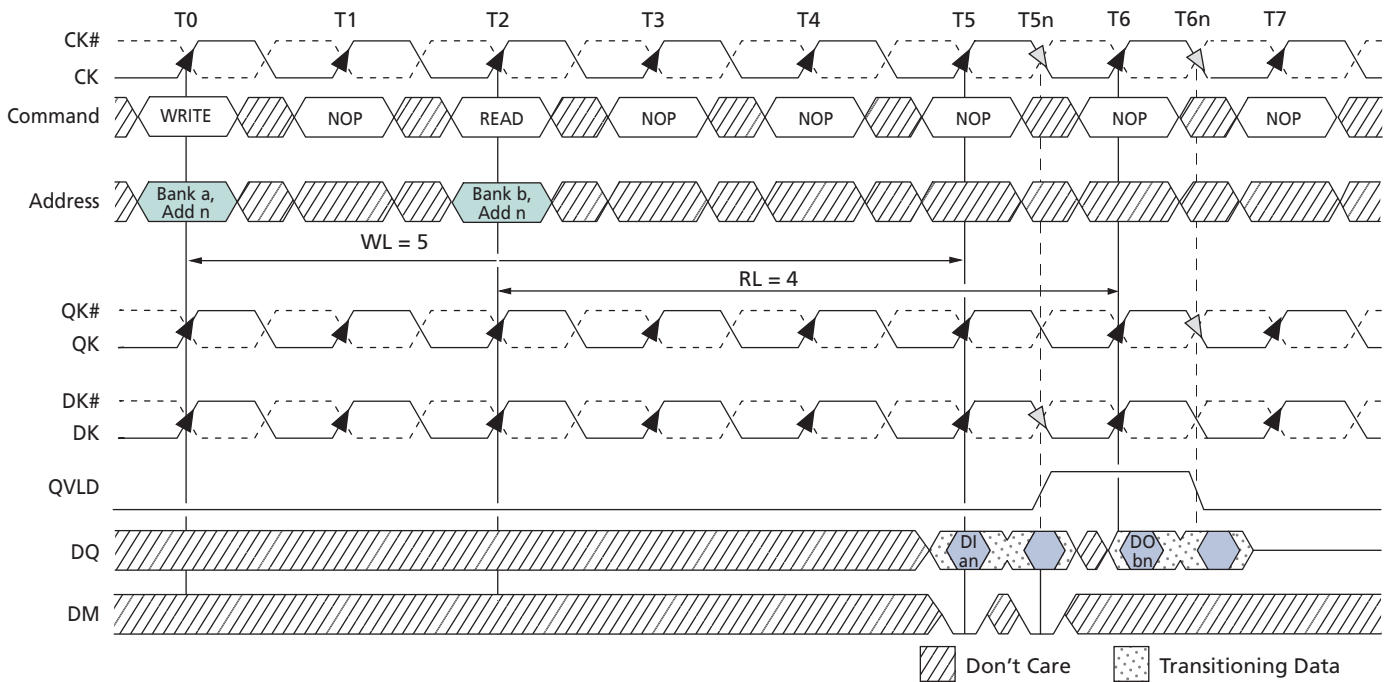 T0 T1 T2 T3 T4 T5 T5n T6 T6n T7
CK#
CK
Command WRITE NOP READ NOP NOP NOP NOP NOP
Address Bank a, Add n Bank b, Add n
WL = 5
RL = 4
QK#
QK
DK#
DK
QVLD
DQ DI an DO bn
DM
Don't Care Transitioning Data